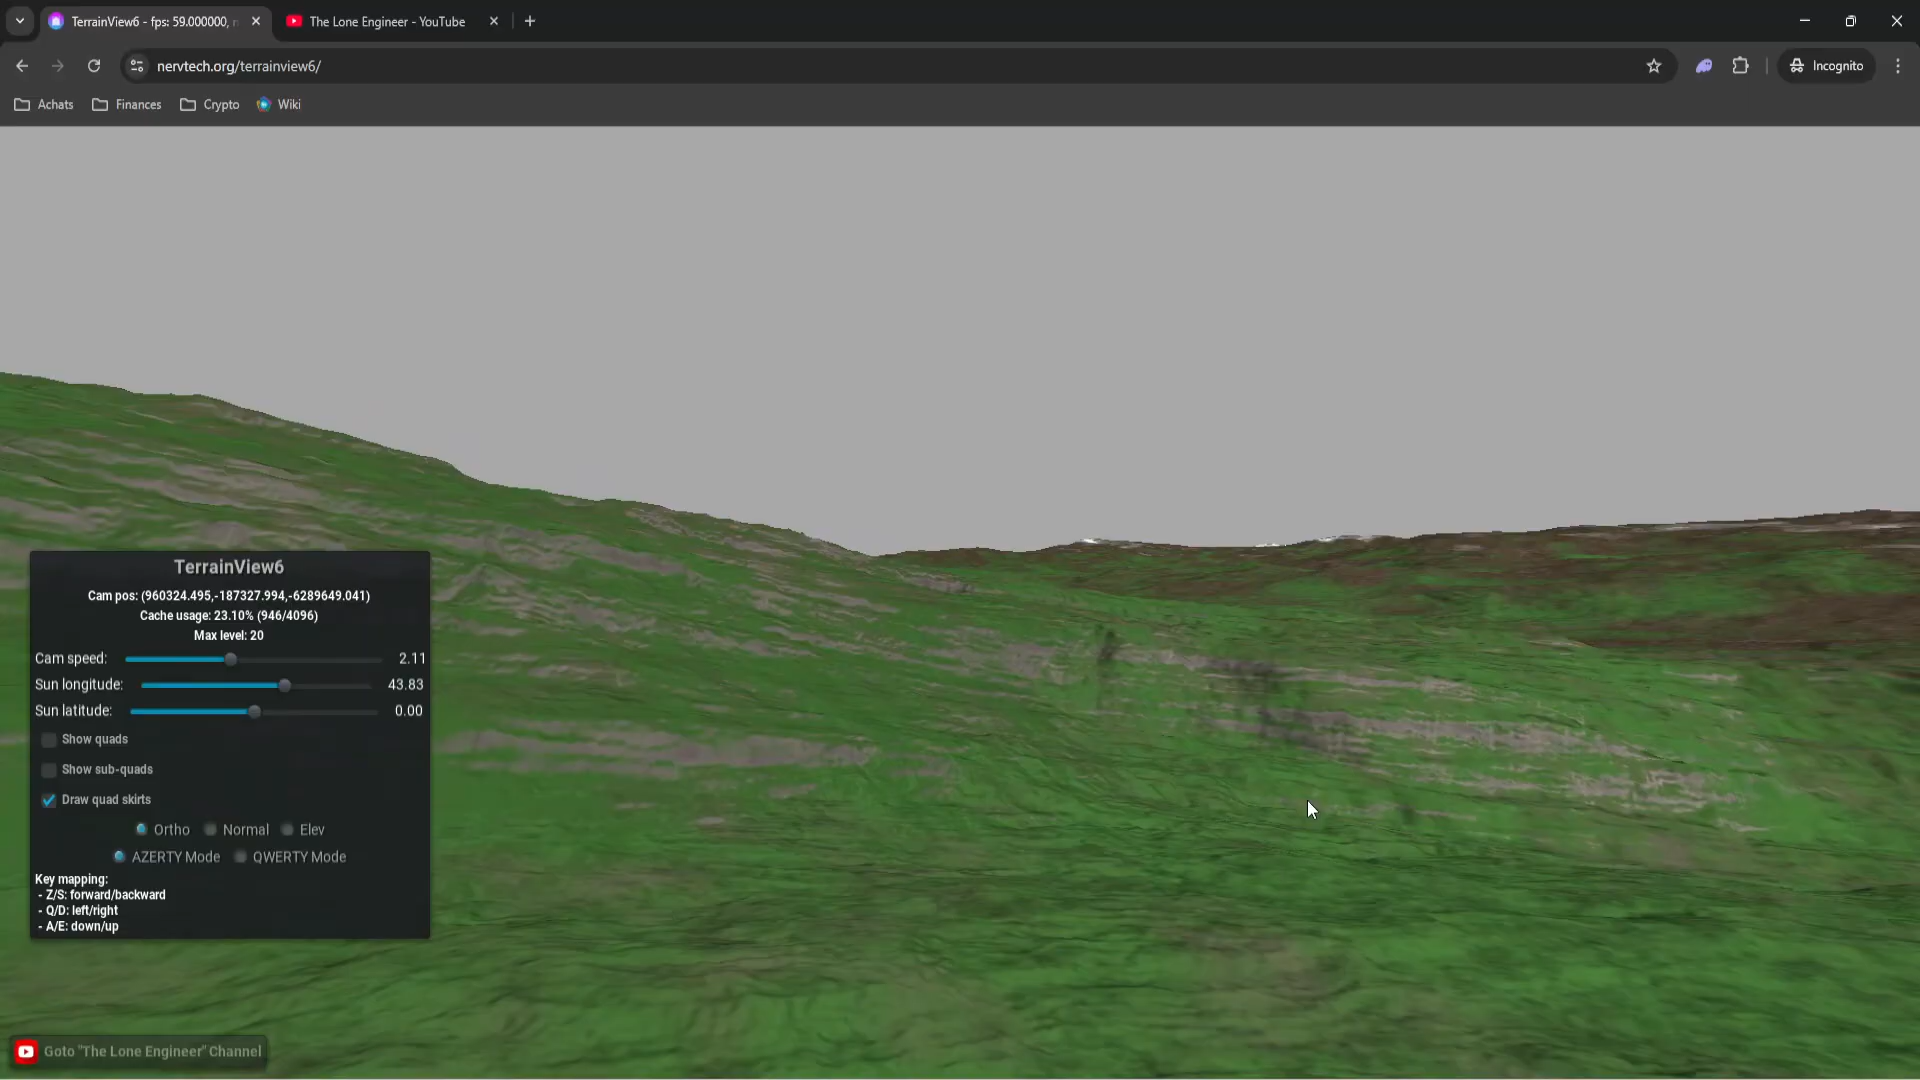 TerrainView6 - fps: 59.000000,
The Lone Engineer - YouTube
nervtech.org/terrainview6/
Incognito
Achats
Finances
Crypto
Wiki
TerrainView6
Cam pos: (960324.495,-187327.994,-6289649.041)
Cache usage: 23.10% (946/4096)
Max level: 20
Cam speed: 2.11
Sun longitude: 43.83
Sun latitude: 0.00
Show quads
Show sub-quads
Draw quad skirts
Ortho Normal Elev
AZERTY Mode QWERTY Mode
Key mapping:
- Z/S: forward/backward
- Q/D: left/right
- A/E: down/up
Goto "The Lone Engineer" Channel